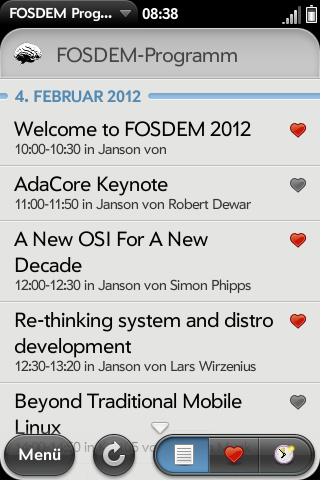 FOSDEM Prog... 08:38
FOSDEM-Programm
4. FEBRUAR 2012
Welcome to FOSDEM 2012
10:00-10:30 in Janson von
AdaCore Keynote
11:00-11:50 in Janson von Robert Dewar
A New OSI For A New
Decade
12:00-12:30 in Janson von Simon Phipps
Re-thinking system and distro
development
12:30-13:20 in Janson von Lars Wirzenius
Beyond Traditional Mobile
Linux
Menü